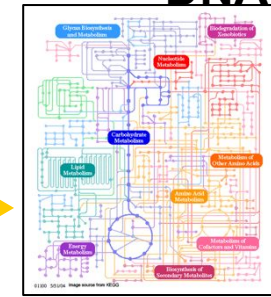 DNA
Glycan Biosynthesis
and Metabolism
Biodegradation of
Xenobiotics
Nucleotide
Metabolism
Carbohydrate
Metabolism
Lipid
Metabolism
Metabolism of
Other Amino Acids
Amino Acid
Metabolism
Energy
Metabolism
Metabolism of
Cofactors and Vitamins
Biosynthesis of
Secondary Metabolites
Image source from KEGG